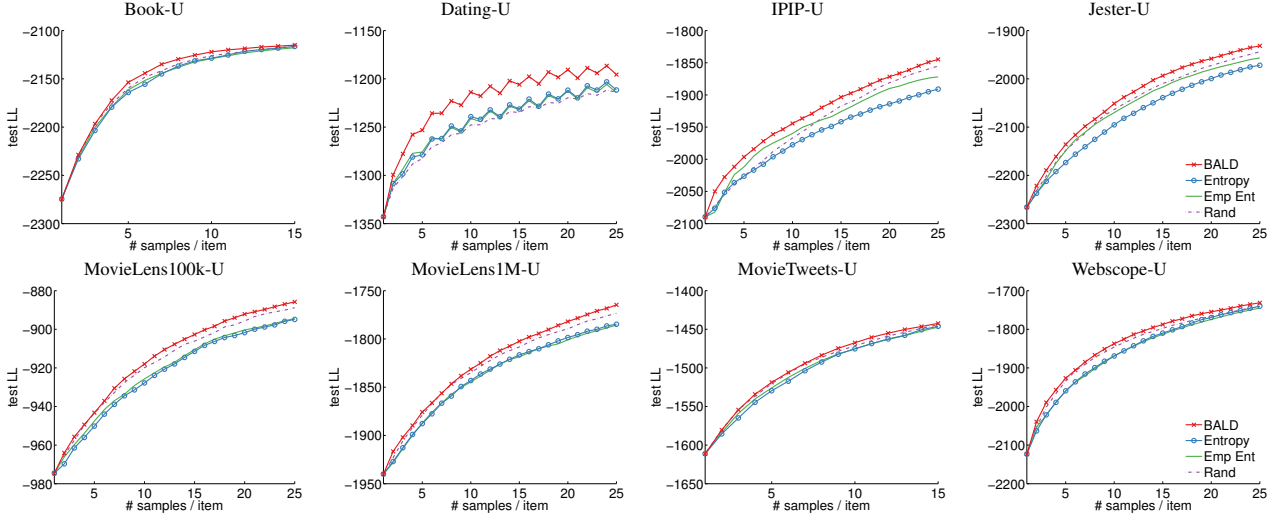 Book-U
−2100
−2150
−2200
−2250
−2300
test LL
5
10
15
# samples / item
Dating-U
−1150
−1200
−1250
−1300
−1350
test LL
5
10
15
20
25
# samples / item
IPIP-U
−1800
−1850
−1900
−1950
−2000
−2050
−2100
test LL
5
10
15
20
25
# samples / item
Jester-U
−1900
−2000
−2100
−2200
−2300
test LL
5
10
15
20
25
# samples / item
BALD
Entropy
Emp Ent
Rand
MovieLens100k-U
−880
−900
−920
−940
−960
−980
test LL
5
10
15
20
25
# samples / item
MovieLens1M-U
−1750
−1800
−1850
−1900
−1950
test LL
5
10
15
20
25
# samples / item
MovieTweets-U
−1400
−1450
−1500
−1550
−1600
−1650
test LL
5
10
15
# samples / item
Webscope-U
−1700
−1800
−1900
−2000
−2100
−2200
test LL
5
10
15
20
25
# samples / item
BALD
Entropy
Emp Ent
Rand